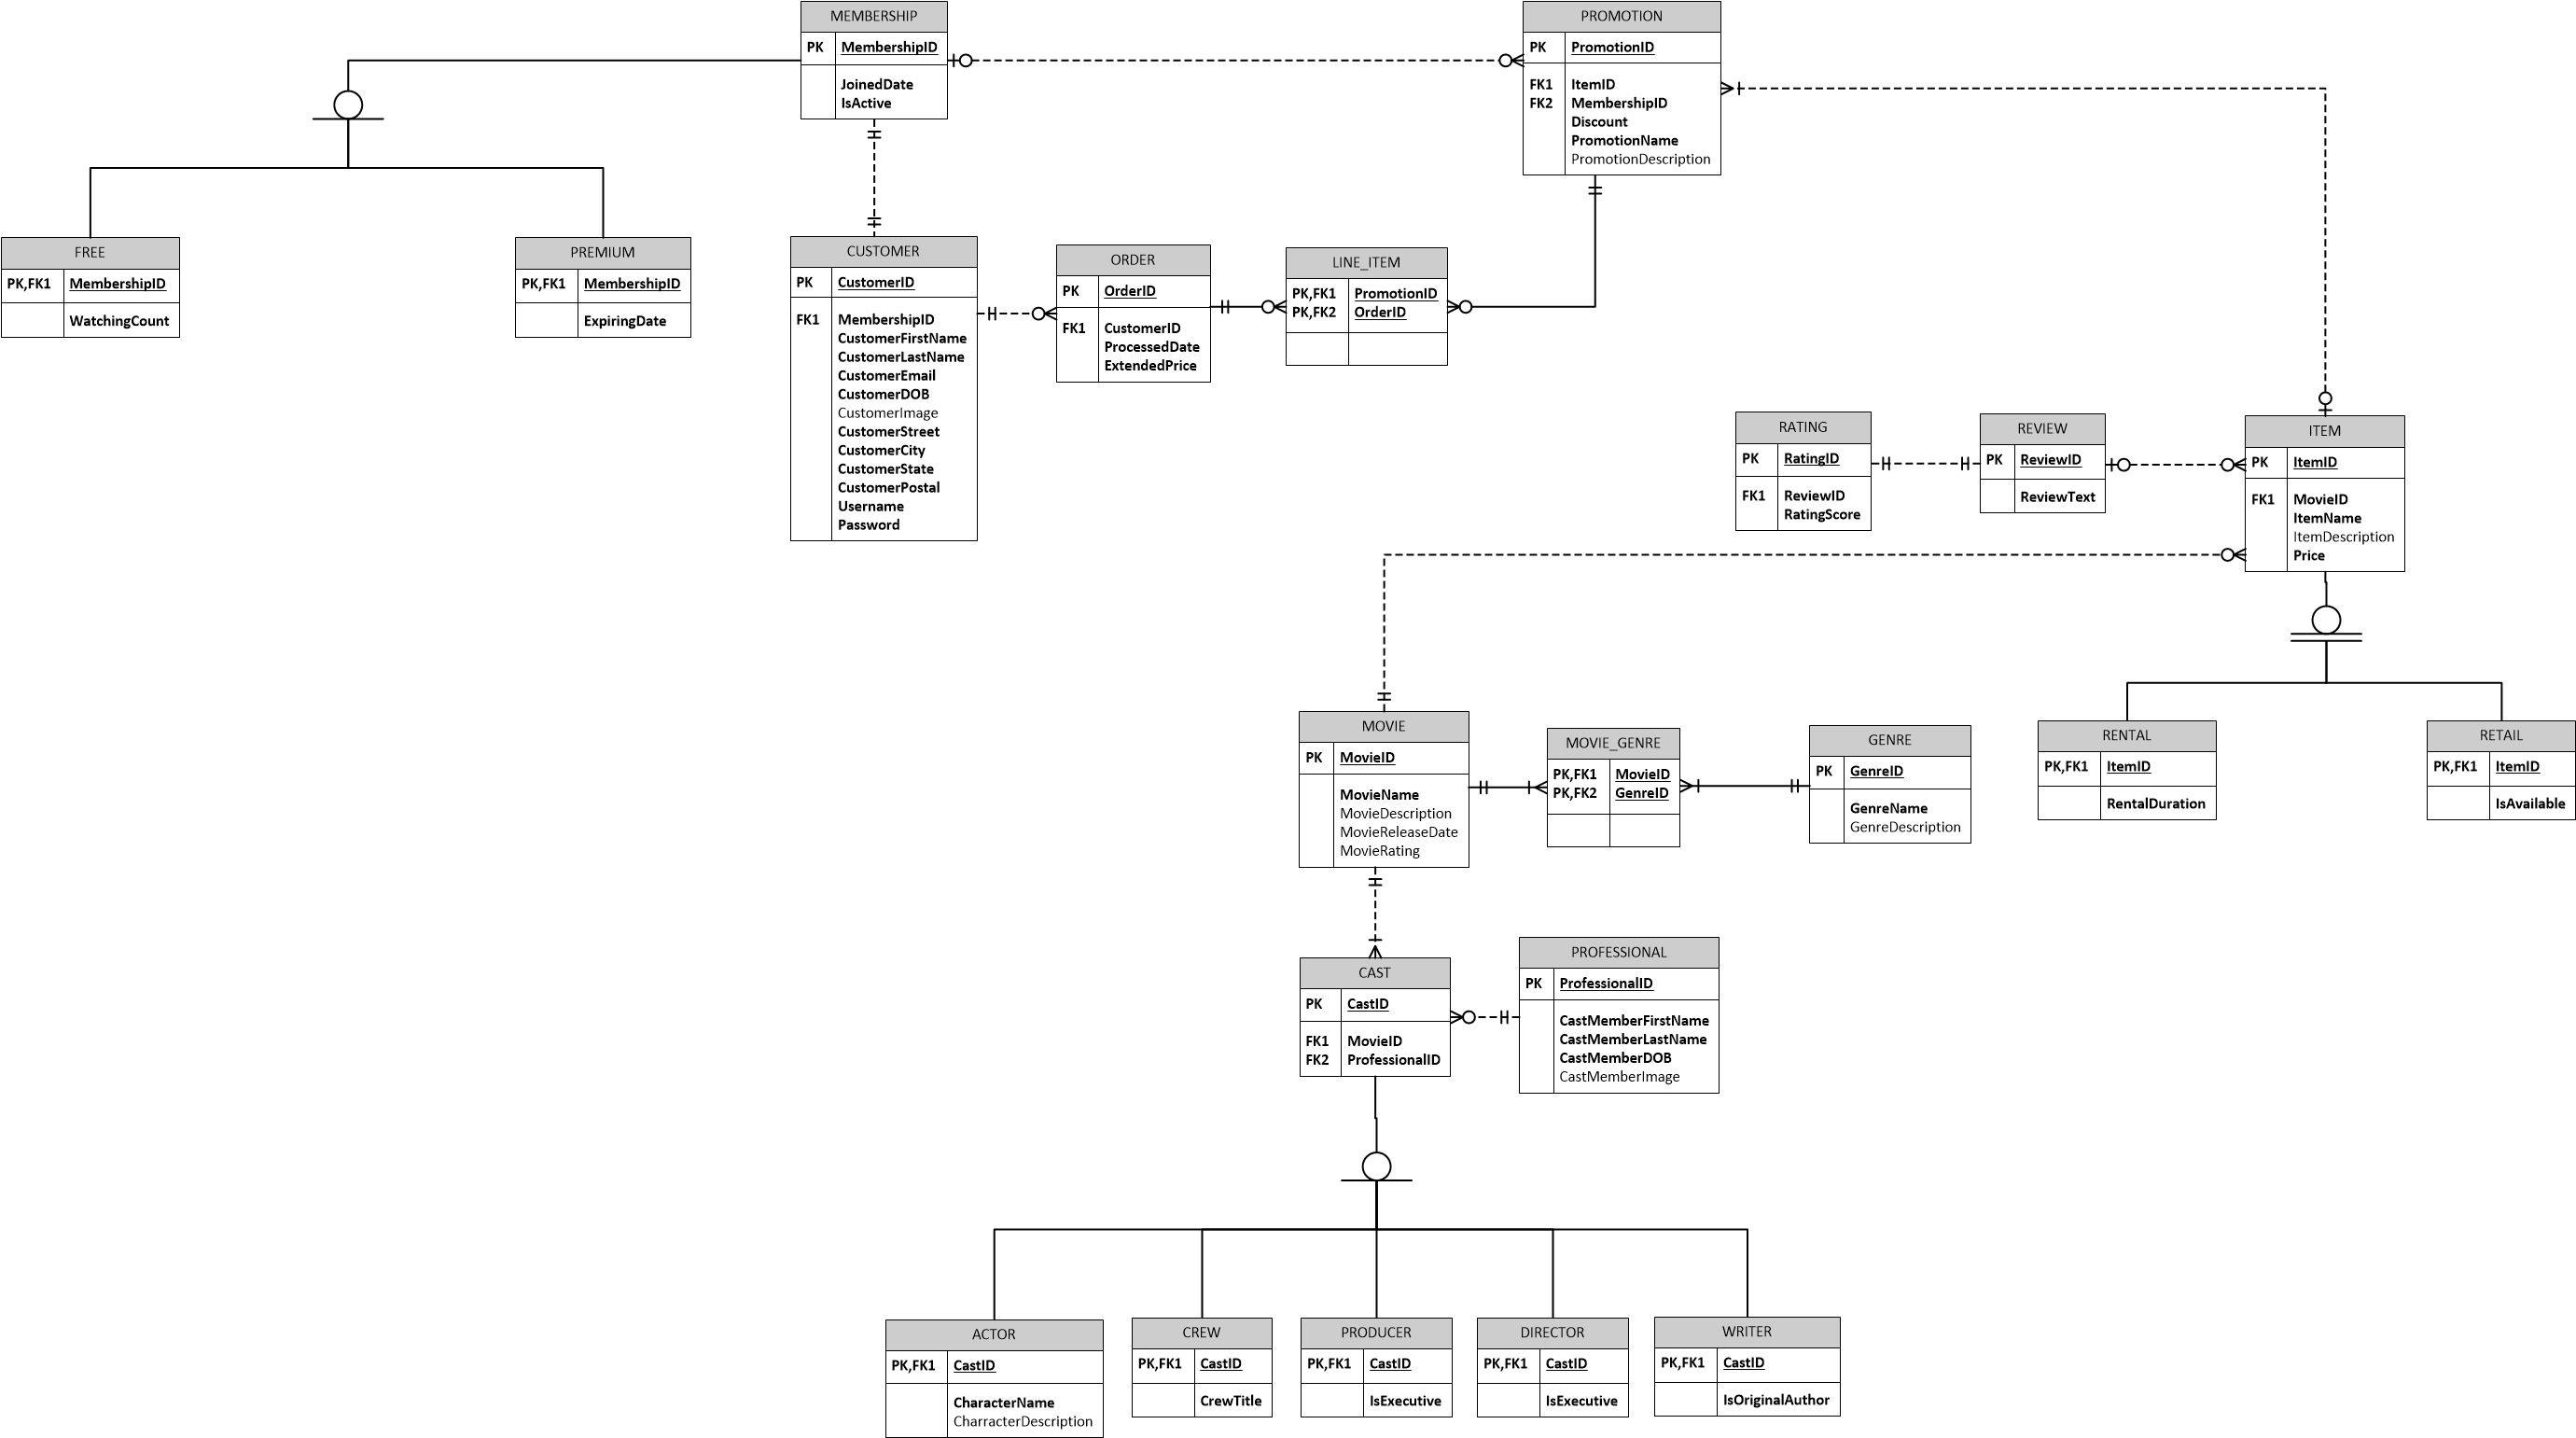 MEMBERSHIP
PK MembershipID
JoinedDate
IsActive
PROMOTION
PK PromotionID
FK1 ItemID
FK2 MembershipID
Discount
PromotionName
PromotionDescription
FREE
PK,FK1 MembershipID
WatchingCount
PREMIUM
PK,FK1 MembershipID
ExpiringDate
CUSTOMER
PK CustomerID
FK1 MembershipID
CustomerFirstName
CustomerLastName
CustomerEmail
CustomerDOB
CustomerImage
CustomerStreet
CustomerCity
CustomerState
CustomerPostal
Username
Password
ORDER
PK OrderID
FK1 CustomerID
ProcessedDate
ExtendedPrice
LINE_ITEM
PK,FK1 PromotionID
PK,FK2 OrderID
RATING
PK RatingID
FK1 ReviewID
RatingScore
REVIEW
PK ReviewID
ReviewText
ITEM
PK ItemID
FK1 MovieID
ItemName
ItemDescription
Price
MOVIE
PK MovieID
MovieName
MovieDescription
MovieReleaseDate
MovieRating
MOVIE_GENRE
PK,FK1 MovieID
PK,FK2 GenreID
GENRE
PK GenreID
GenreName
GenreDescription
RENTAL
PK,FK1 ItemID
RentalDuration
RETAIL
PK,FK1 ItemID
IsAvailable
CAST
PK CastID
FK1 MovieID
FK2 ProfessionalID
PROFESSIONAL
PK ProfessionalID
CastMemberFirstName
CastMemberLastName
CastMemberDOB
CastMemberImage
ACTOR
PK,FK1 CastID
CharacterName
CharracterDescription
CREW
PK,FK1 CastID
CrewTitle
PRODUCER
PK,FK1 CastID
IsExecutive
DIRECTOR
PK,FK1 CastID
IsExecutive
WRITER
PK,FK1 CastID
IsOriginalAuthor